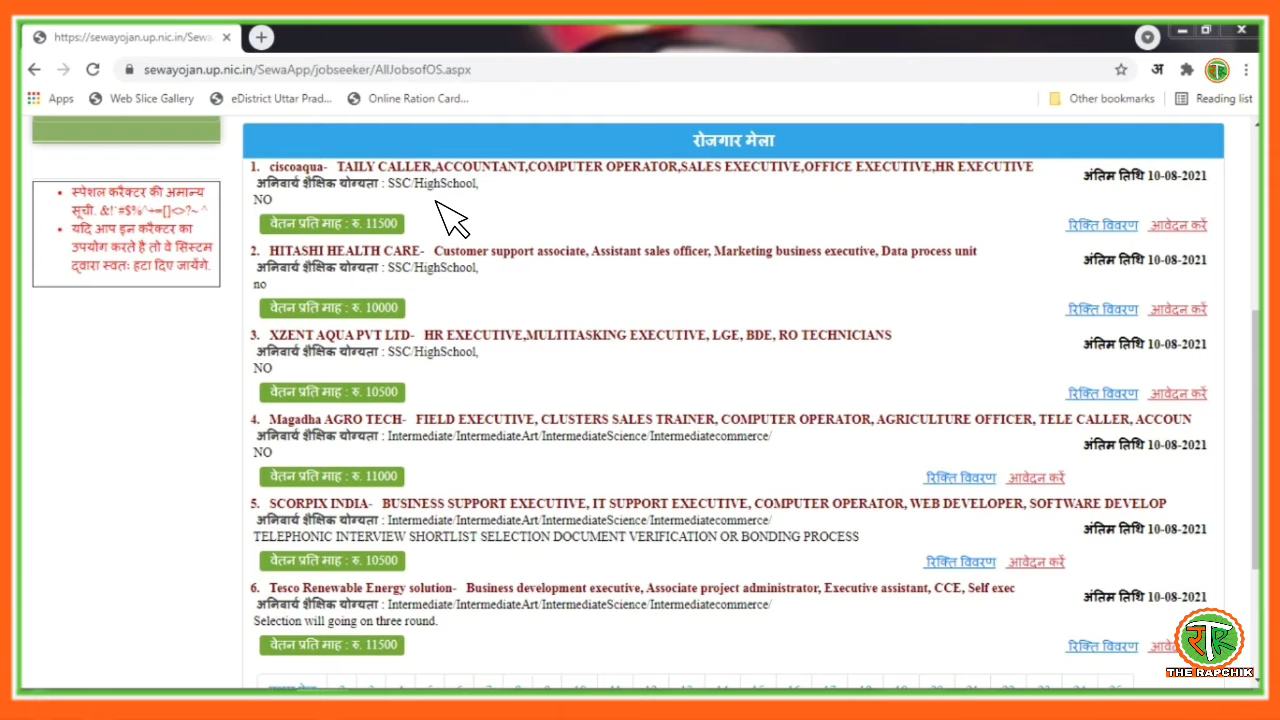 https://sewayojan.up.nic.in/Sewa
sewayojan.up.nic.in/SewaApp/jobseeker/AllJobsofOS.aspx
अ
Apps Web Slice Gallery eDistrict Uttar Prad... Online Ration Card... Other bookmarks Reading list
स्पेशल करैक्टर की अमान्य
सूची.
यदि आप इन करैक्टर का
उपयोग करते हैं तो वे सिस्टम
द्वारा स्वतः हटा दिए जायेंगे.
रोजगार मेला
1. ciscoaqua- TAILY CALLER,ACCOUNTANT,COMPUTER OPERATOR,SALES EXECUTIVE,OFFICE EXECUTIVE,HR EXECUTIVE
अंतिम तिथि 10-08-2021
अनिवार्य शैक्षिक योग्यता : SSC/HighSchool,
NO
वेतन प्रति माह : रु. 11500
रिक्ति विवरण आवेदन करें
2. HITASHI HEALTH CARE- Customer support associate, Assistant sales officer, Marketing business executive, Data process unit
अंतिम तिथि 10-08-2021
अनिवार्य शैक्षिक योग्यता : SSC/HighSchool,
no
वेतन प्रति माह : रु. 10000
रिक्ति विवरण आवेदन करें
3. XZENT AQUA PVT LTD- HR EXECUTIVE,MULTITASKING EXECUTIVE, LGE, BDE, RO TECHNICIANS
अंतिम तिथि 10-08-2021
अनिवार्य शैक्षिक योग्यता : SSC/HighSchool,
NO
वेतन प्रति माह : रु. 10500
रिक्ति विवरण आवेदन करें
4. Magadha AGRO TECH- FIELD EXECUTIVE, CLUSTERS SALES TRAINER, COMPUTER OPERATOR, AGRICULTURE OFFICER, TELE CALLER, ACCOUN
अनिवार्य शैक्षिक योग्यता : Intermediate/IntermediateArt/IntermediateScience/Intermediatecommerce/
अंतिम तिथि 10-08-2021
NO
वेतन प्रति माह : रु. 11000
रिक्ति विवरण आवेदन करें
5. SCORPIX INDIA- BUSINESS SUPPORT EXECUTIVE, IT SUPPORT EXECUTIVE, COMPUTER OPERATOR, WEB DEVELOPER, SOFTWARE DEVELOP
अनिवार्य शैक्षिक योग्यता : Intermediate/IntermediateArt/IntermediateScience/Intermediatecommerce/
अंतिम तिथि 10-08-2021
TELEPHONIC INTERVIEW SHORTLIST SELECTION DOCUMENT VERIFICATION OR BONDING PROCESS
वेतन प्रति माह : रु. 10500
रिक्ति विवरण आवेदन करें
6. Tesco Renewable Energy solution- Business development executive, Associate project administrator, Executive assistant, CCE, Self exec
अंतिम तिथि 10-08-2021
अनिवार्य शैक्षिक योग्यता : Intermediate/IntermediateArt/IntermediateScience/Intermediatecommerce/
Selection will going on three round.
वेतन प्रति माह : रु. 11500
रिक्ति विवरण
THE RAPCHIK